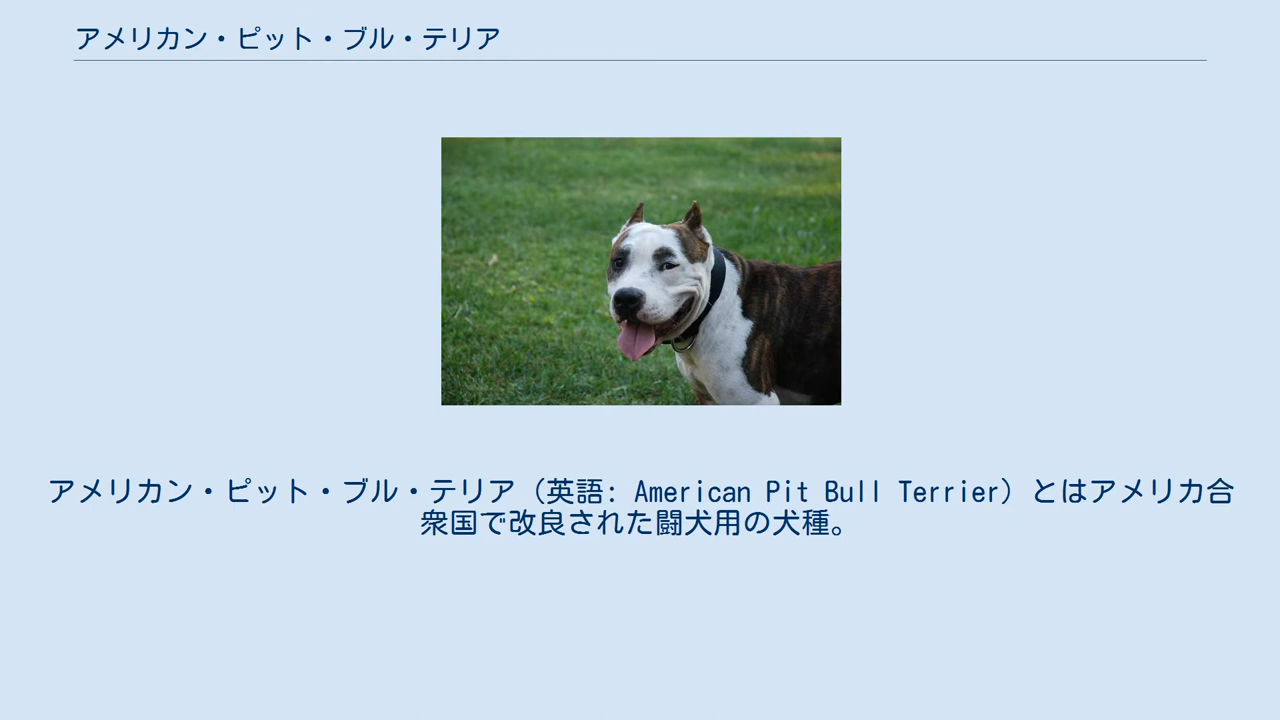 アメリカン・ピット・ブル・テリア
アメリカン・ピット・ブル・テリア（英語: American Pit Bull Terrier）とはアメリカ合
衆国で改良された闘犬用の犬種。